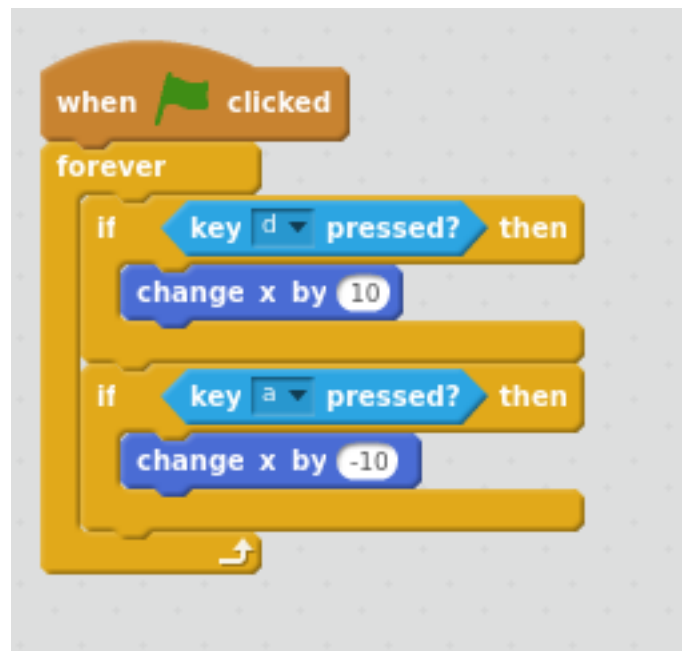 when clicked
forever
if key d pressed? then
change x by 10
if key a pressed? then
change x by -10